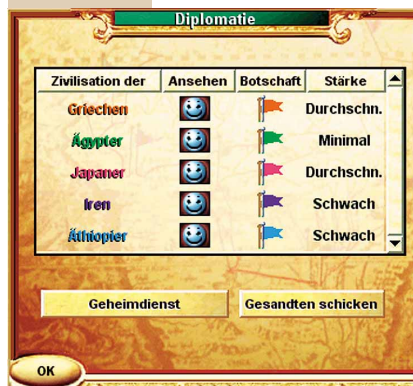 Diplomatie
Zivilisation der Ansehen Botschaft Stärke
Griechen Durchschn.
Ägypter Minimal
Japaner Durchschn.
Iren Schwach
Äthiopier Schwach
Geheimdienst Gesandten schicken
OK